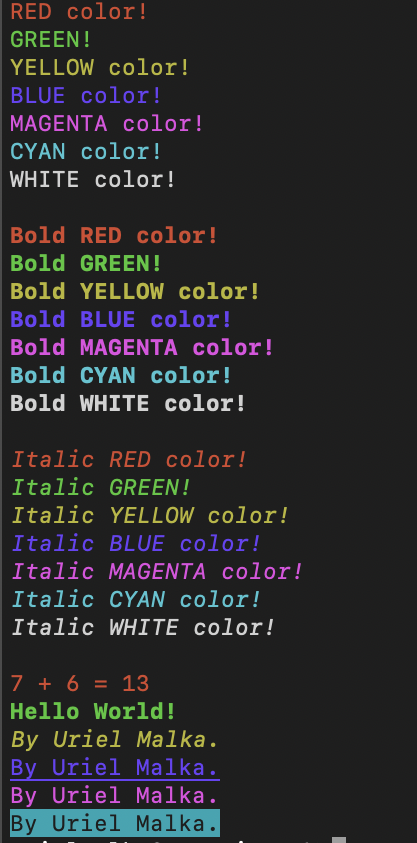 RED color!
GREEN!
YELLOW color!
BLUE color!
MAGENTA color!
CYAN color!
WHITE color!
Bold RED color!
Bold GREEN!
Bold YELLOW color!
Bold BLUE color!
Bold MAGENTA color!
Bold CYAN color!
Bold WHITE color!
Italic RED color!
Italic GREEN!
Italic YELLOW color!
Italic BLUE color!
Italic MAGENTA color!
Italic CYAN color!
Italic WHITE color!
7 + 6 = 13
Hello World!
By Uriel Malka.
By Uriel Malka.
By Uriel Malka.
By Uriel Malka.